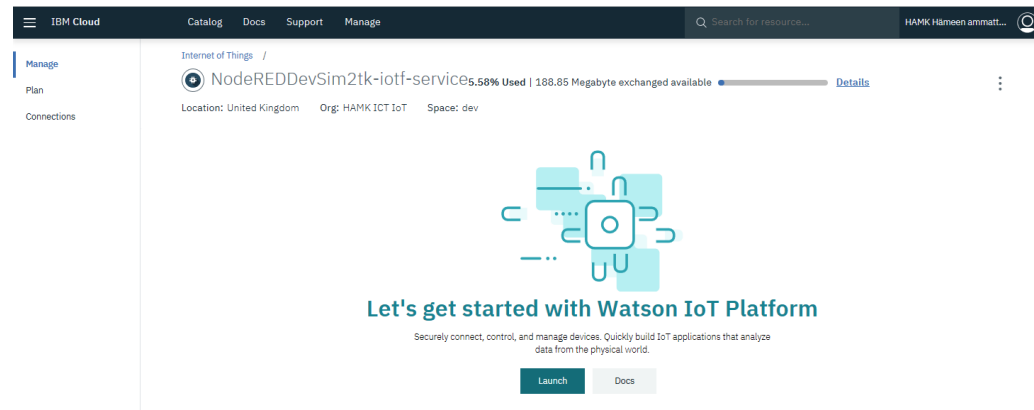 IBM Cloud Catalog Docs Support Manage Search for resource... HAMK Hämeen ammatt...
Manage
Plan
Connections
Internet of Things /
NodeREDDevSim2tk-iotf-service 5.58% Used | 188.85 Megabyte exchanged available Details
Location: United Kingdom Org: HAMK ICT IoT Space: dev
Let's get started with Watson IoT Platform
Securely connect, control, and manage devices. Quickly build IoT applications that analyze
data from the physical world.
Launch Docs